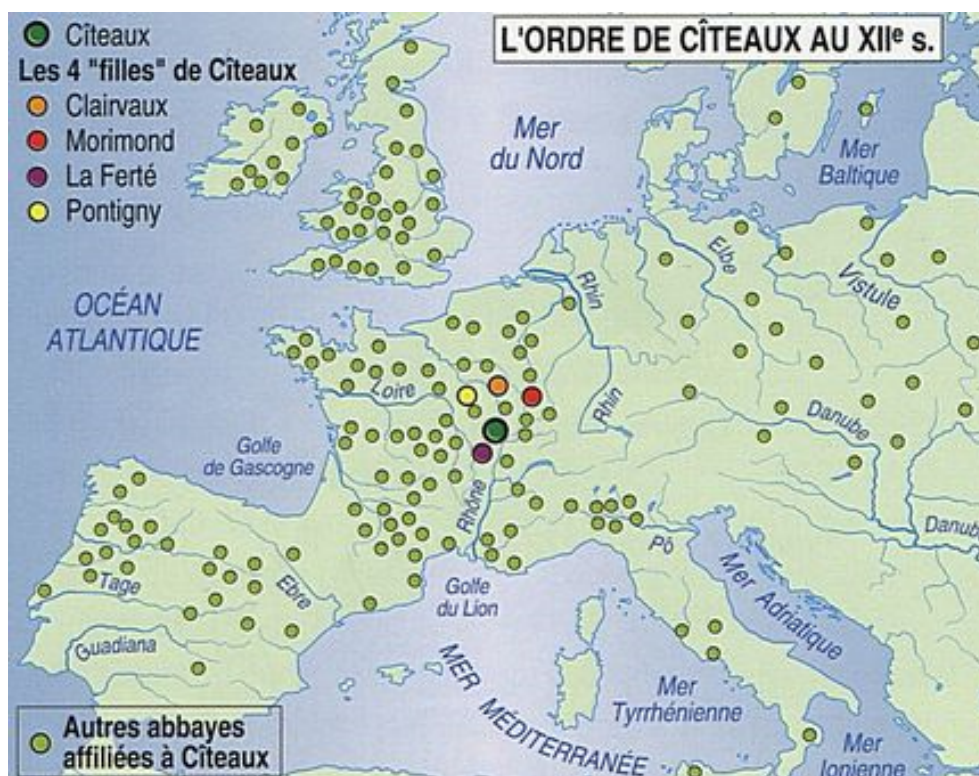 L'ORDRE DE CÎTEAUX AU XIIe s.
Cîteaux
Les 4 "filles" de Cîteaux
Clairvaux
Morimond
La Ferté
Pontigny
Mer
du Nord
Mer
Baltique
OCÉAN
ATLANTIQUE
Rhin
Elbe
Vistule
Loire
Rhin
Danube
Golfe
de Gascogne
Rhône
Danube
Pô
Tage
Ebre
Golfe
du Lion
Mer Adriatique
Guadiana
MER MÉDITERRANÉE
Mer
Tyrrhénienne
Mer
Ionienne
Autres abbayes
affiliées à Cîteaux